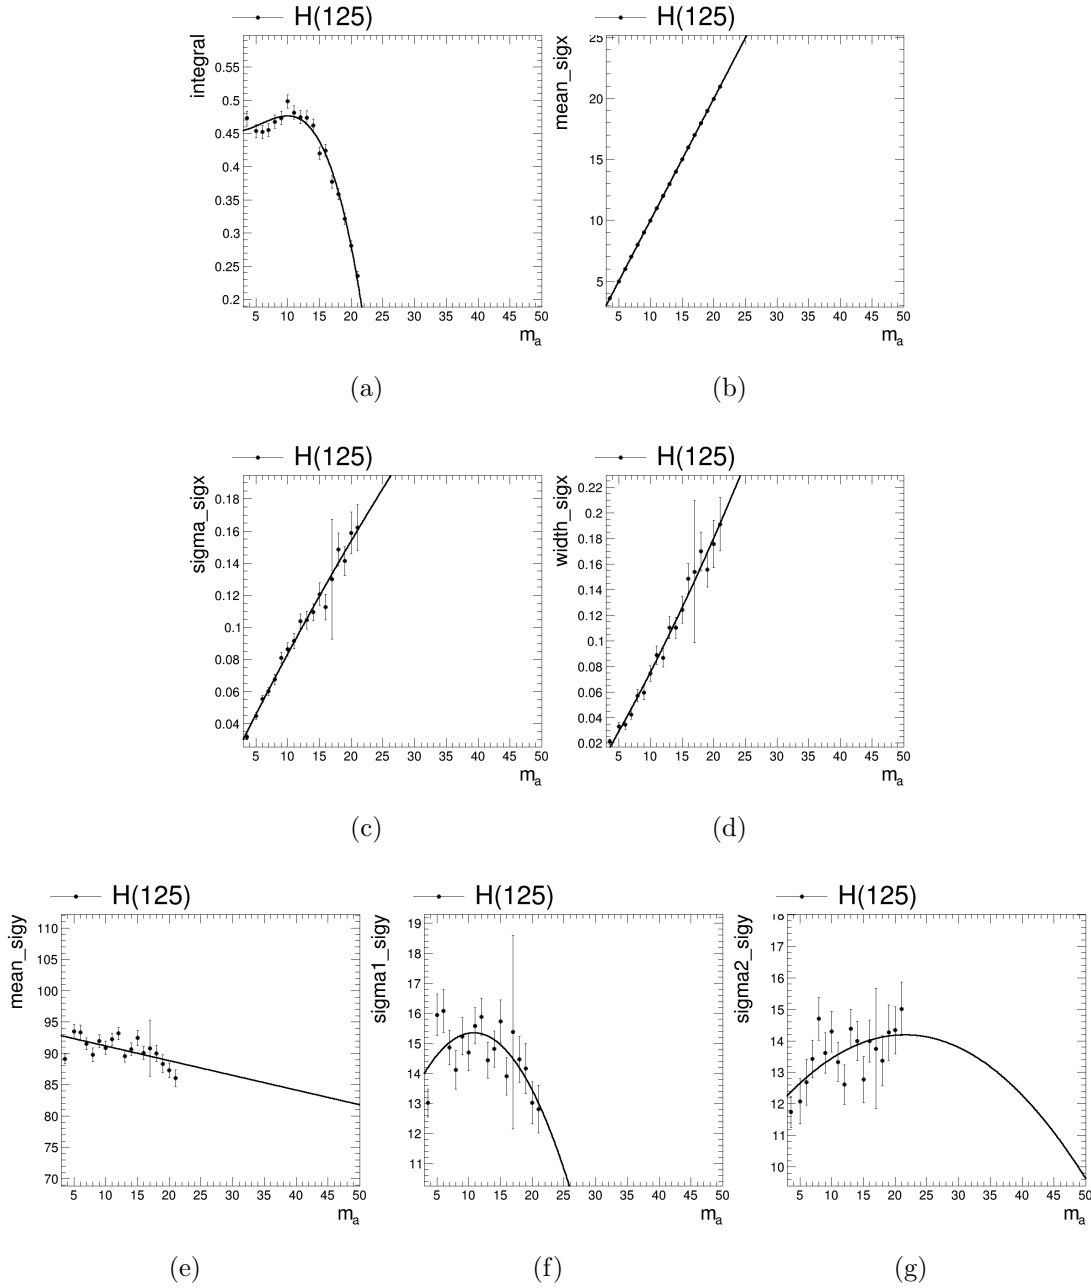 H(125) H(125)
integral
0.55
0.5
0.45
0.4
0.35
0.3
0.25
0.2
5 10 15 20 25 30 35 40 45 50
m_a
mean_sigx
25
20
15
10
5
5 10 15 20 25 30 35 40 45 50
m_a
(a) (b)
H(125) H(125)
sigma_sigx
0.18
0.16
0.14
0.12
0.1
0.08
0.06
0.04
5 10 15 20 25 30 35 40 45 50
m_a
width_sigx
0.22
0.2
0.18
0.16
0.14
0.12
0.1
0.08
0.06
0.04
0.02
5 10 15 20 25 30 35 40 45 50
m_a
(c) (d)
H(125) H(125) H(125)
mean_sigy
110
105
100
95
90
85
80
75
70
5 10 15 20 25 30 35 40 45 50
m_a
sigma1_sigy
19
18
17
16
15
14
13
12
11
5 10 15 20 25 30 35 40 45 50
m_a
sigma2_sigy
18
17
16
15
14
13
12
11
10
5 10 15 20 25 30 35 40 45 50
m_a
(e) (f) (g)